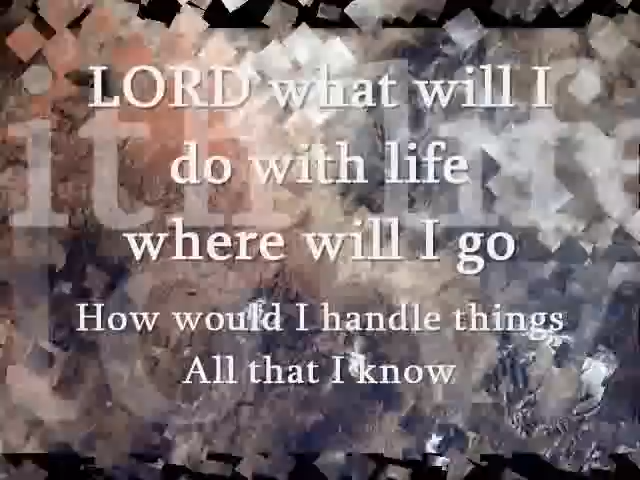 LORD what will I
do with life
where will I go
How would I handle things
All that I know